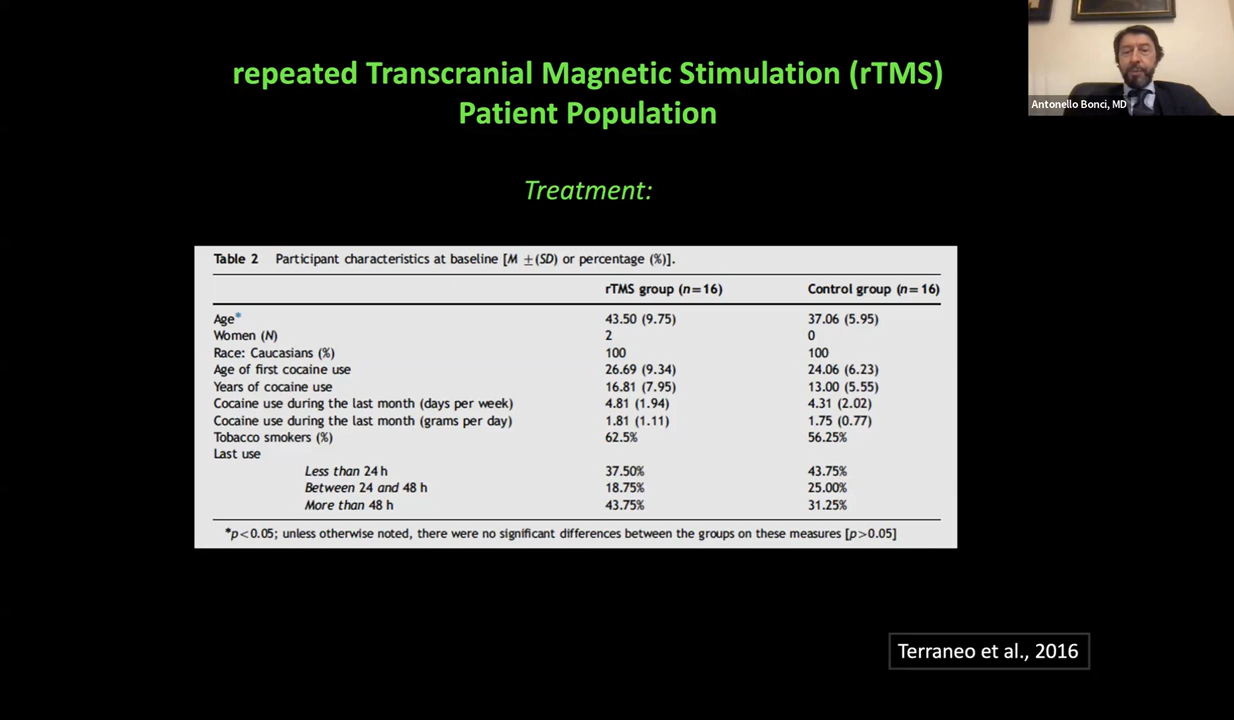 repeated Transcranial Magnetic Stimulation (rTMS)
Patient Population
Antonello Bonci, MD
Treatment:
Table 2 Participant characteristics at baseline [M ±(SD) or percentage (%)].
rTMS group (n=16) Control group (n=16)
Age* 43.50 (9.75) 37.06 (5.95)
Women (N) 2 0
Race: Caucasians (%) 100 100
Age of first cocaine use 26.69 (9.34) 24.06 (6.23)
Years of cocaine use 16.81 (7.95) 13.00 (5.55)
Cocaine use during the last month (days per week) 4.81 (1.94) 4.31 (2.02)
Cocaine use during the last month (grams per day) 1.81 (1.11) 1.75 (0.77)
Tobacco smokers (%) 62.5% 56.25%
Last use
Less than 24 h 37.50% 43.75%
Between 24 and 48 h 18.75% 25.00%
More than 48 h 43.75% 31.25%
*p<0.05; unless otherwise noted, there were no significant differences between the groups on these measures [p>0.05]
Terraneo et al., 2016